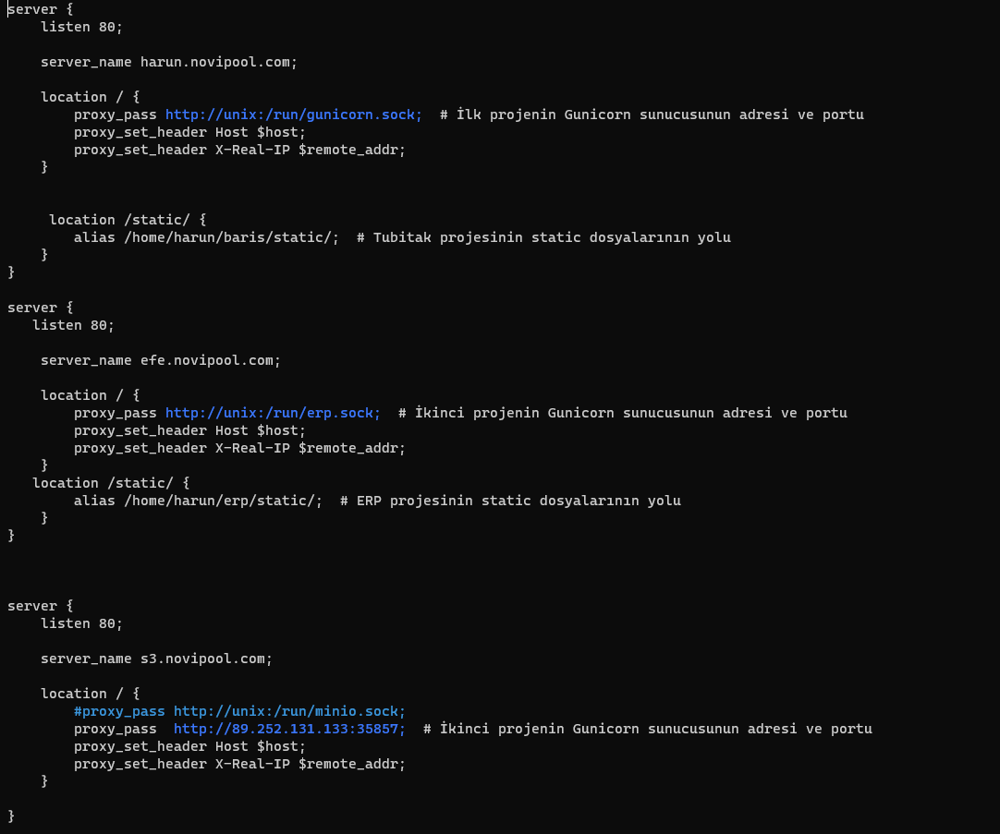 server {
listen 80;
server_name harun.novipool.com;
location / {
proxy_pass http://unix:/run/gunicorn.sock;  # İlk projenin Gunicorn sunucusunun adresi ve portu
proxy_set_header Host $host;
proxy_set_header X-Real-IP $remote_addr;
}
location /static/ {
alias /home/harun/baris/static/;  # Tubitak projesinin static dosyalarının yolu
}
}
server {
listen 80;
server_name efe.novipool.com;
location / {
proxy_pass http://unix:/run/erp.sock;  # İkinci projenin Gunicorn sunucusunun adresi ve portu
proxy_set_header Host $host;
proxy_set_header X-Real-IP $remote_addr;
}
location /static/ {
alias /home/harun/erp/static/;  # ERP projesinin static dosyalarının yolu
}
}
server {
listen 80;
server_name s3.novipool.com;
location / {
#proxy_pass http://unix:/run/minio.sock;
proxy_pass  http://89.252.131.133:35857;  # İkinci projenin Gunicorn sunucusunun adresi ve portu
proxy_set_header Host $host;
proxy_set_header X-Real-IP $remote_addr;
}
}